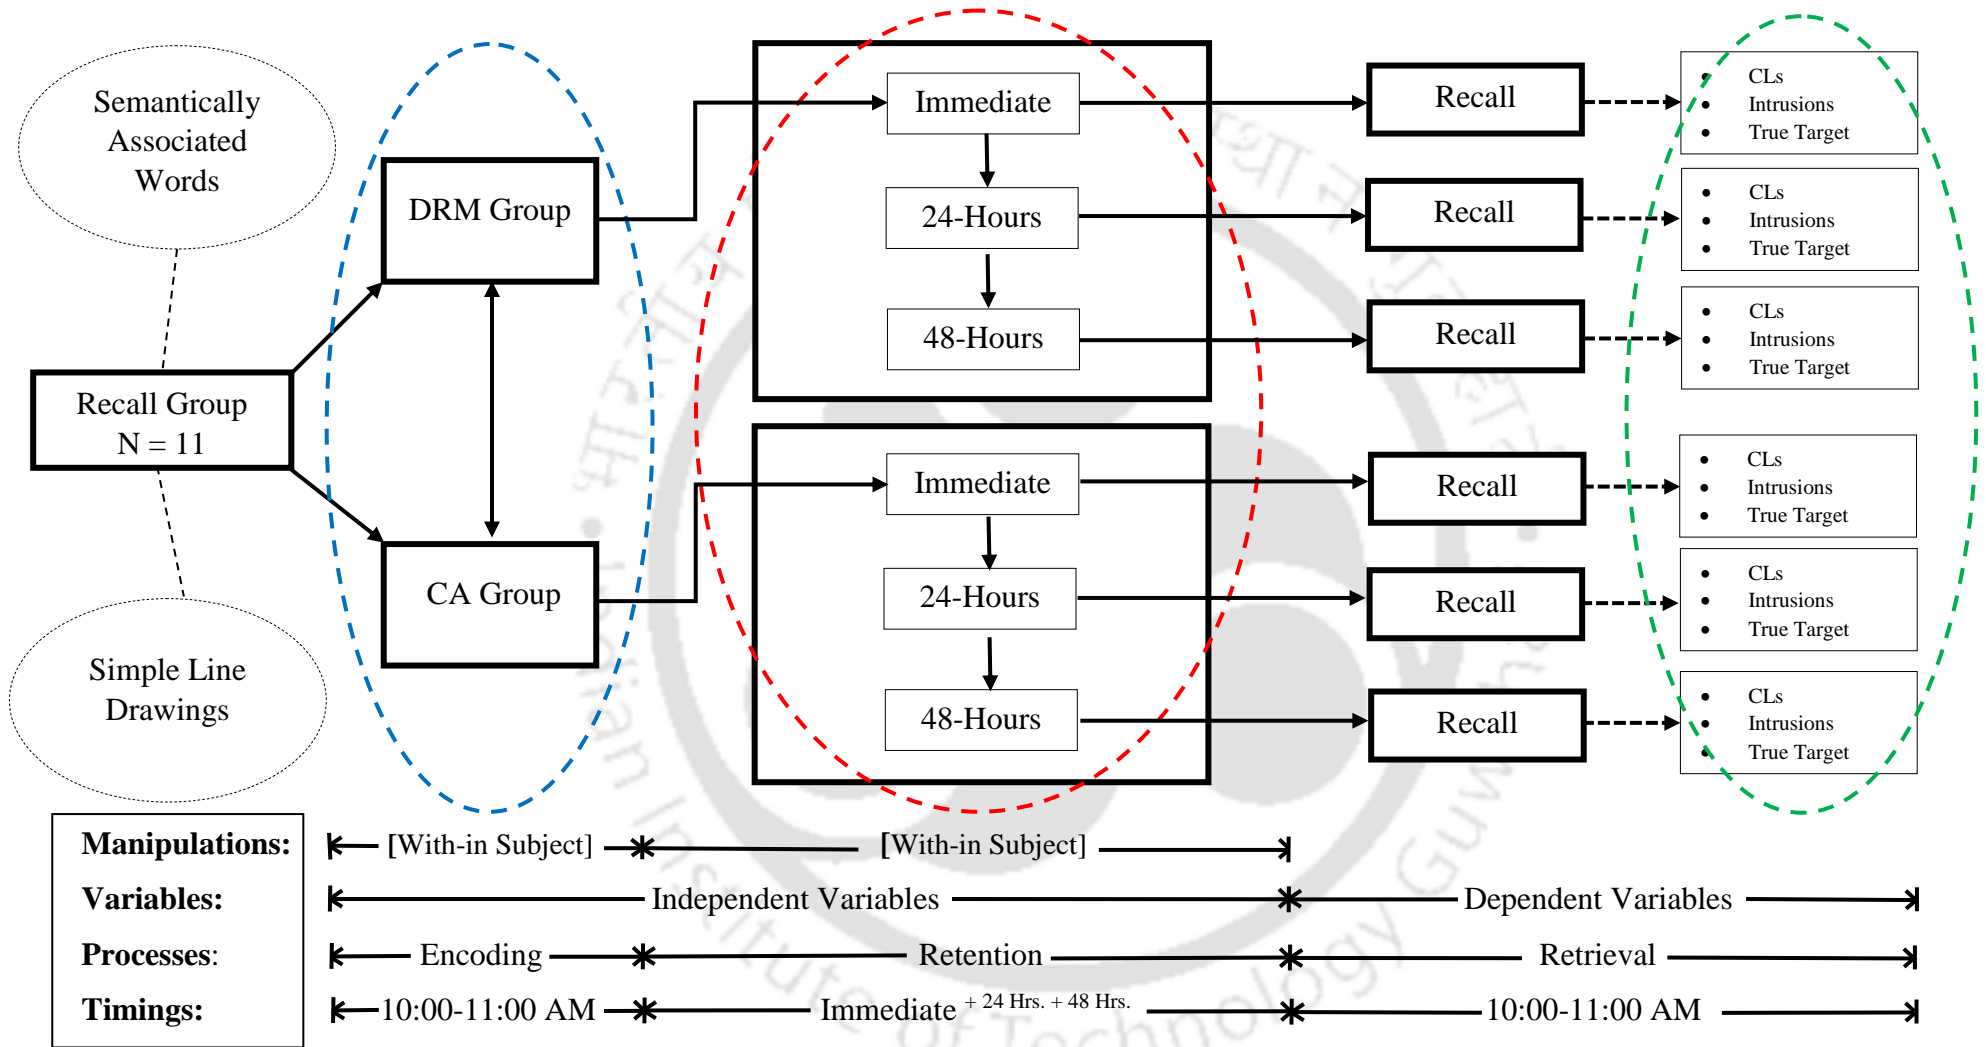 Semantically
Associated
Words
Recall Group
N = 11
Simple Line
Drawings
DRM Group
CA Group
Immediate
24-Hours
48-Hours
Immediate
24-Hours
48-Hours
Recall
• CLs
• Intrusions
• True Target
Recall
• CLs
• Intrusions
• True Target
Recall
• CLs
• Intrusions
• True Target
Recall
• CLs
• Intrusions
• True Target
Recall
• CLs
• Intrusions
• True Target
Recall
• CLs
• Intrusions
• True Target
Manipulations: [With-in Subject] [With-in Subject]
Variables: Independent Variables Dependent Variables
Processes: Encoding Retention Retrieval
Timings: 10:00-11:00 AM Immediate + 24 Hrs. + 48 Hrs. 10:00-11:00 AM
Indian Institute of Technology